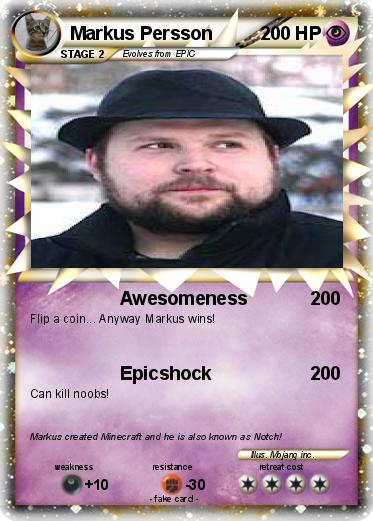 Markus Persson 200 HP
STAGE 2 Evolves from EPIC
Awesomeness 200
Flip a coin... Anyway Markus wins!
Epicshock 200
Can kill noobs!
Markus created Minecraft and he is also known as Notch!
Illus. Mojang inc.
weakness resistance retreat cost
+10 -30
- fake card -